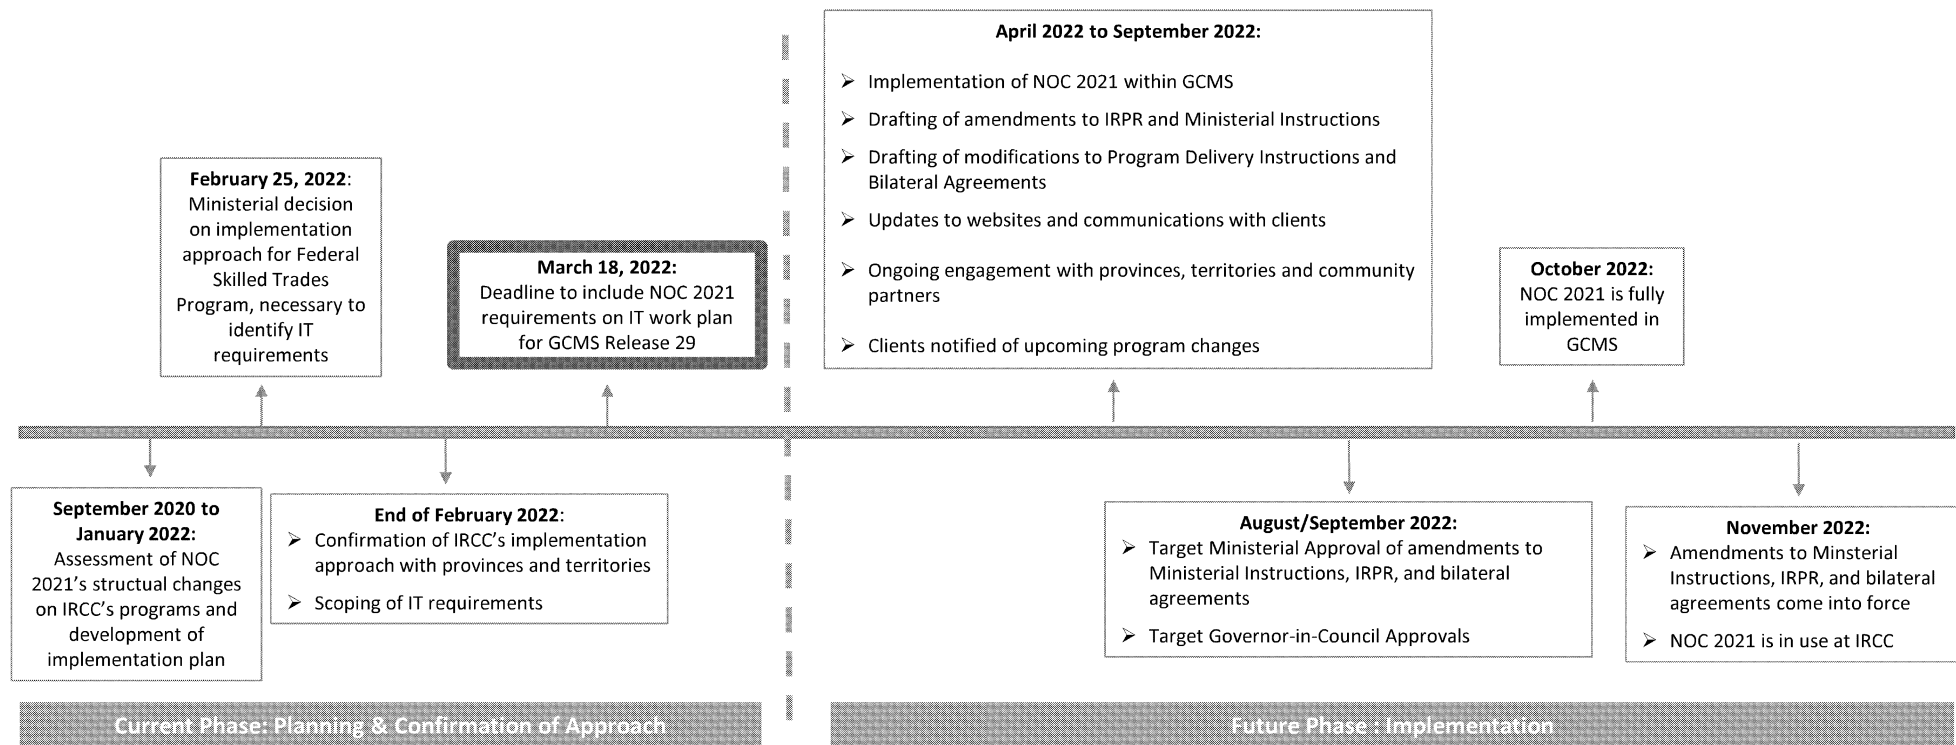 April 2022 to September 2022:
➢ Implementation of NOC 2021 within GCMS
➢ Drafting of amendments to IRPR and Ministerial Instructions
➢ Drafting of modifications to Program Delivery Instructions and
Bilateral Agreements
➢ Updates to websites and communications with clients
➢ Ongoing engagement with provinces, territories and community
partners
➢ Clients notified of upcoming program changes
February 25, 2022:
Ministerial decision
on implementation
approach for Federal
Skilled Trades
Program, necessary to
identify IT
requirements
March 18, 2022:
Deadline to include NOC 2021
requirements on IT work plan
for GCMS Release 29
October 2022:
NOC 2021 is fully
implemented in
GCMS
September 2020 to
January 2022:
Assessment of NOC
2021's structual changes
on IRCC's programs and
development of
implementation plan
End of February 2022:
➢ Confirmation of IRCC's implementation
approach with provinces and territories
➢ Scoping of IT requirements
August/September 2022:
➢ Target Ministerial Approval of amendments to
Ministerial Instructions, IRPR, and bilateral
agreements
➢ Target Governor-in-Council Approvals
November 2022:
➢ Amendments to Minsterial
Instructions, IRPR, and bilateral
agreements come into force
➢ NOC 2021 is in use at IRCC
Current Phase: Planning & Confirmation of Approach
Future Phase : Implementation